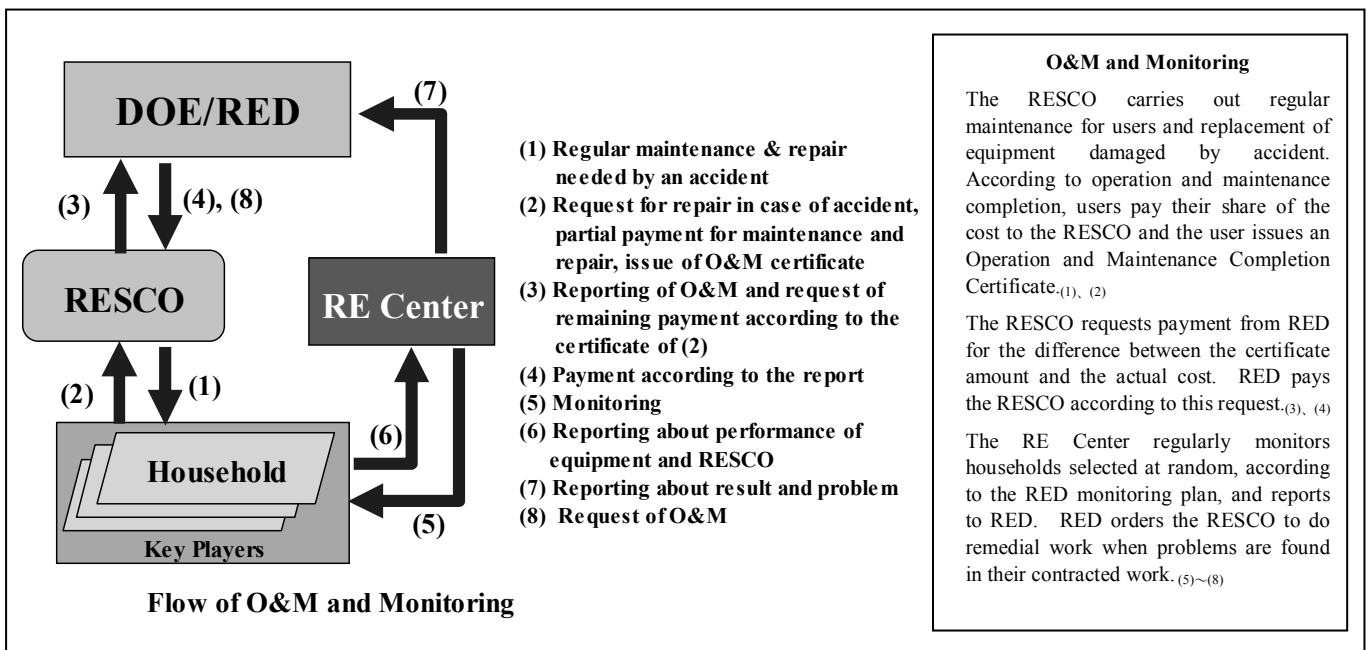 DOE/RED
(7)
(3)
(4), (8)
RESCO
RE Center
(2)
(1)
(6)
Household
(5)
Key Players
Flow of O&M and Monitoring
(1) Regular maintenance & repair
needed by an accident
(2) Request for repair in case of accident,
partial payment for maintenance and
repair, issue of O&M certificate
(3) Reporting of O&M and request of
remaining payment according to the
certificate of (2)
(4) Payment according to the report
(5) Monitoring
(6) Reporting about performance of
equipment and RESCO
(7) Reporting about result and problem
(8) Request of O&M
O&M and Monitoring
The RESCO carries out regular
maintenance for users and replacement of
equipment damaged by accident.
According to operation and maintenance
completion, users pay their share of the
cost to the RESCO and the user issues an
Operation and Maintenance Completion
Certificate.(1)、(2)
The RESCO requests payment from RED
for the difference between the certificate
amount and the actual cost. RED pays
the RESCO according to this request.(3)、(4)
The RE Center regularly monitors
households selected at random, according
to the RED monitoring plan, and reports
to RED. RED orders the RESCO to do
remedial work when problems are found
in their contracted work. (5)~(8)